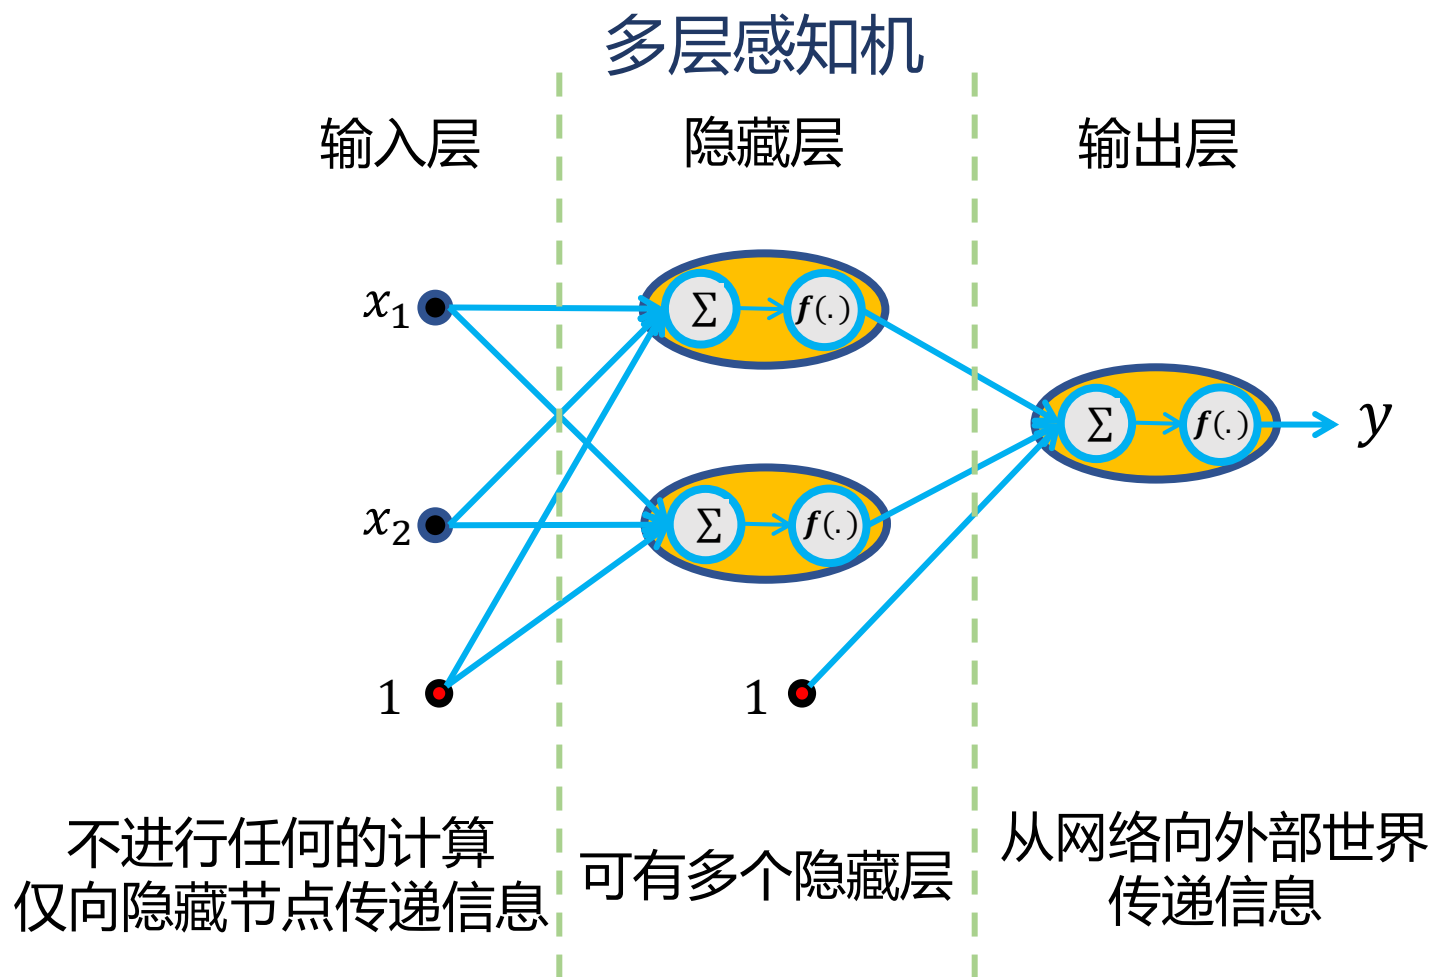 多层感知机
输入层
隐藏层
输出层
x₁
∑
f(.)
∑
f(.)
y
x₂
∑
f(.)
1
1
不进行任何的计算
仅向隐藏节点传递信息
可有多个隐藏层
从网络向外部世界
传递信息